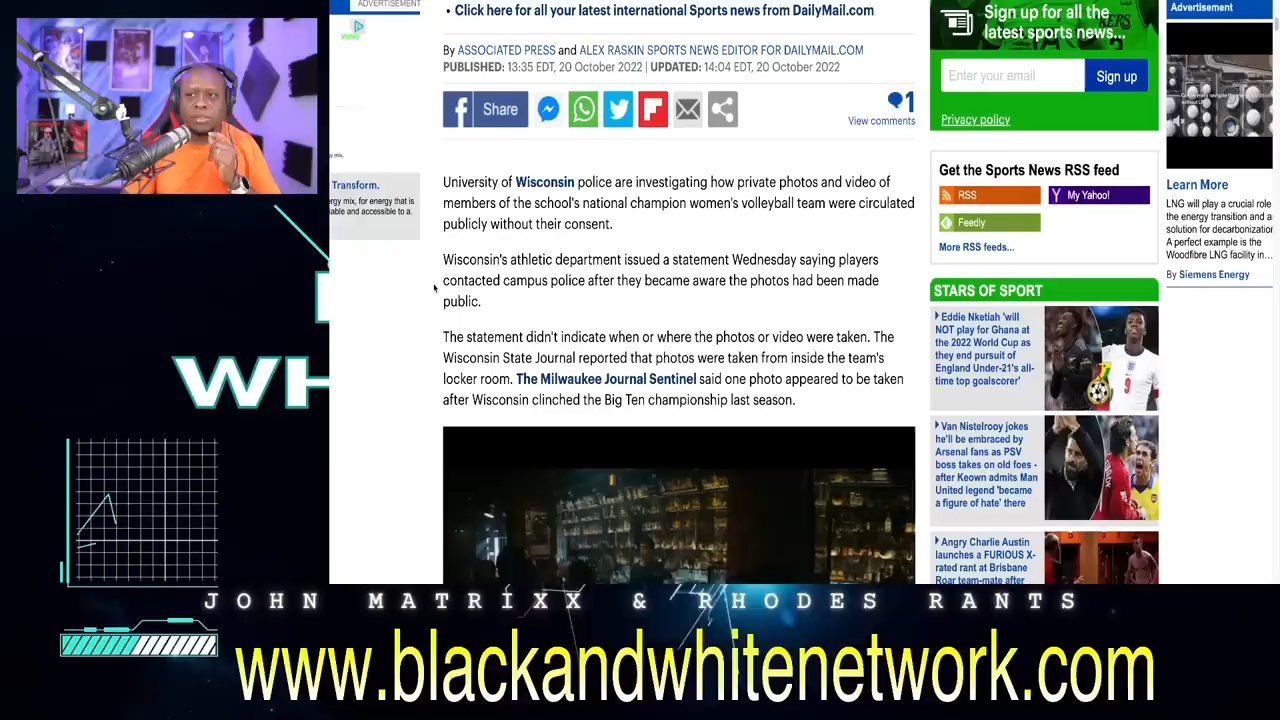 ADVERTISEMENT
WIND
Transform.
rgy mix, for energy that is
iable and accessible to a.
• Click here for all your latest international Sports news from DailyMail.com
By ASSOCIATED PRESS and ALEX RASKIN SPORTS NEWS EDITOR FOR DAILYMAIL.COM
PUBLISHED: 13:35 EDT, 20 October 2022 | UPDATED: 14:04 EDT, 20 October 2022
f Share
1
View comments
University of Wisconsin police are investigating how private photos and video of
members of the school's national champion women's volleyball team were circulated
publicly without their consent.
Wisconsin's athletic department issued a statement Wednesday saying players
contacted campus police after they became aware the photos had been made
public.
The statement didn't indicate when or where the photos or video were taken. The
Wisconsin State Journal reported that photos were taken from inside the team's
locker room. The Milwaukee Journal Sentinel said one photo appeared to be taken
after Wisconsin clinched the Big Ten championship last season.
Sign up for all the
latest sports news...
Enter your email
Sign up
Privacy policy
Get the Sports News RSS feed
RSS
My Yahoo!
Feedly
More RSS feeds...
STARS OF SPORT
Eddie Nketiah 'will
NOT play for Ghana at
the 2022 World Cup as
they end pursuit of
England Under-21's all-
time top goalscorer'
Van Nistelrooy jokes
he'll be embraced by
Arsenal fans as PSV
boss takes on old foes -
after Keown admits Man
United legend 'became
a figure of hate' there
Angry Charlie Austin
launches a FURIOUS X-
rated rant at Brisbane
Roar team-mate after
Advertisement
Learn More
LNG will play a crucial role
the energy transition and a
solution for decarbonization
A perfect example is the
Woodfibre LNG facility in...
By Siemens Energy
WH
JOHN MATRIXX & RHODES RANTS
www.blackandwhitenetwork.com